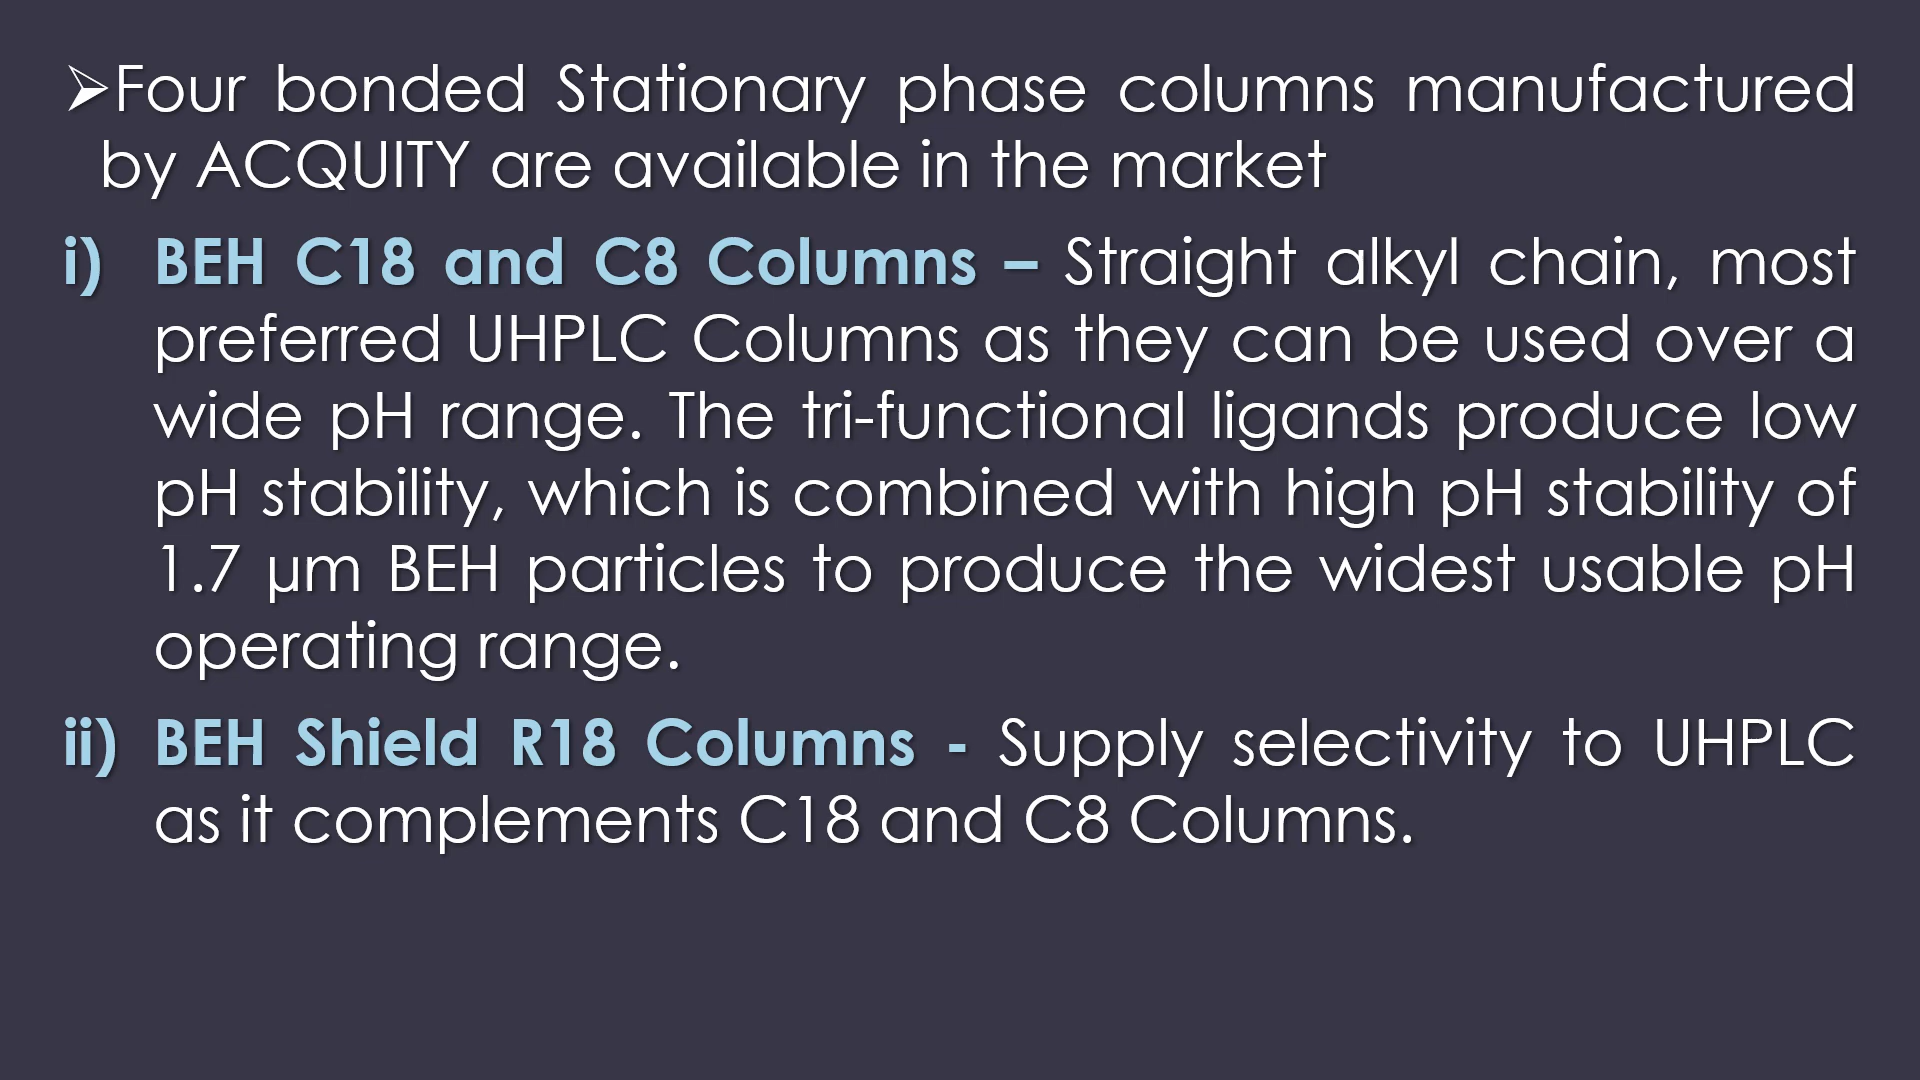 ➢Four bonded Stationary phase columns manufactured
by ACQUITY are available in the market
i) BEH C18 and C8 Columns – Straight alkyl chain, most
preferred UHPLC Columns as they can be used over a
wide pH range. The tri-functional ligands produce low
pH stability, which is combined with high pH stability of
1.7 µm BEH particles to produce the widest usable pH
operating range.
ii) BEH Shield R18 Columns - Supply selectivity to UHPLC
as it complements C18 and C8 Columns.